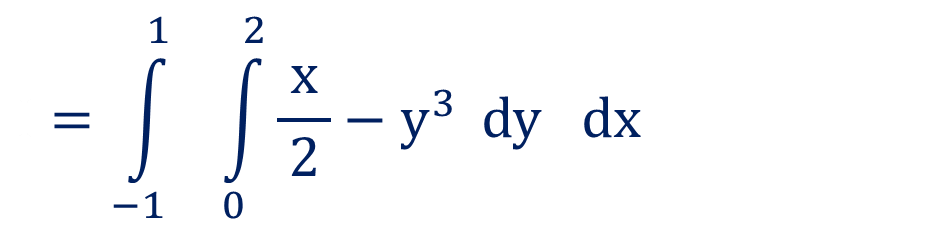 = ∫_{−1}^{1} ∫_{0}^{2} x/2 − y³ dy dx